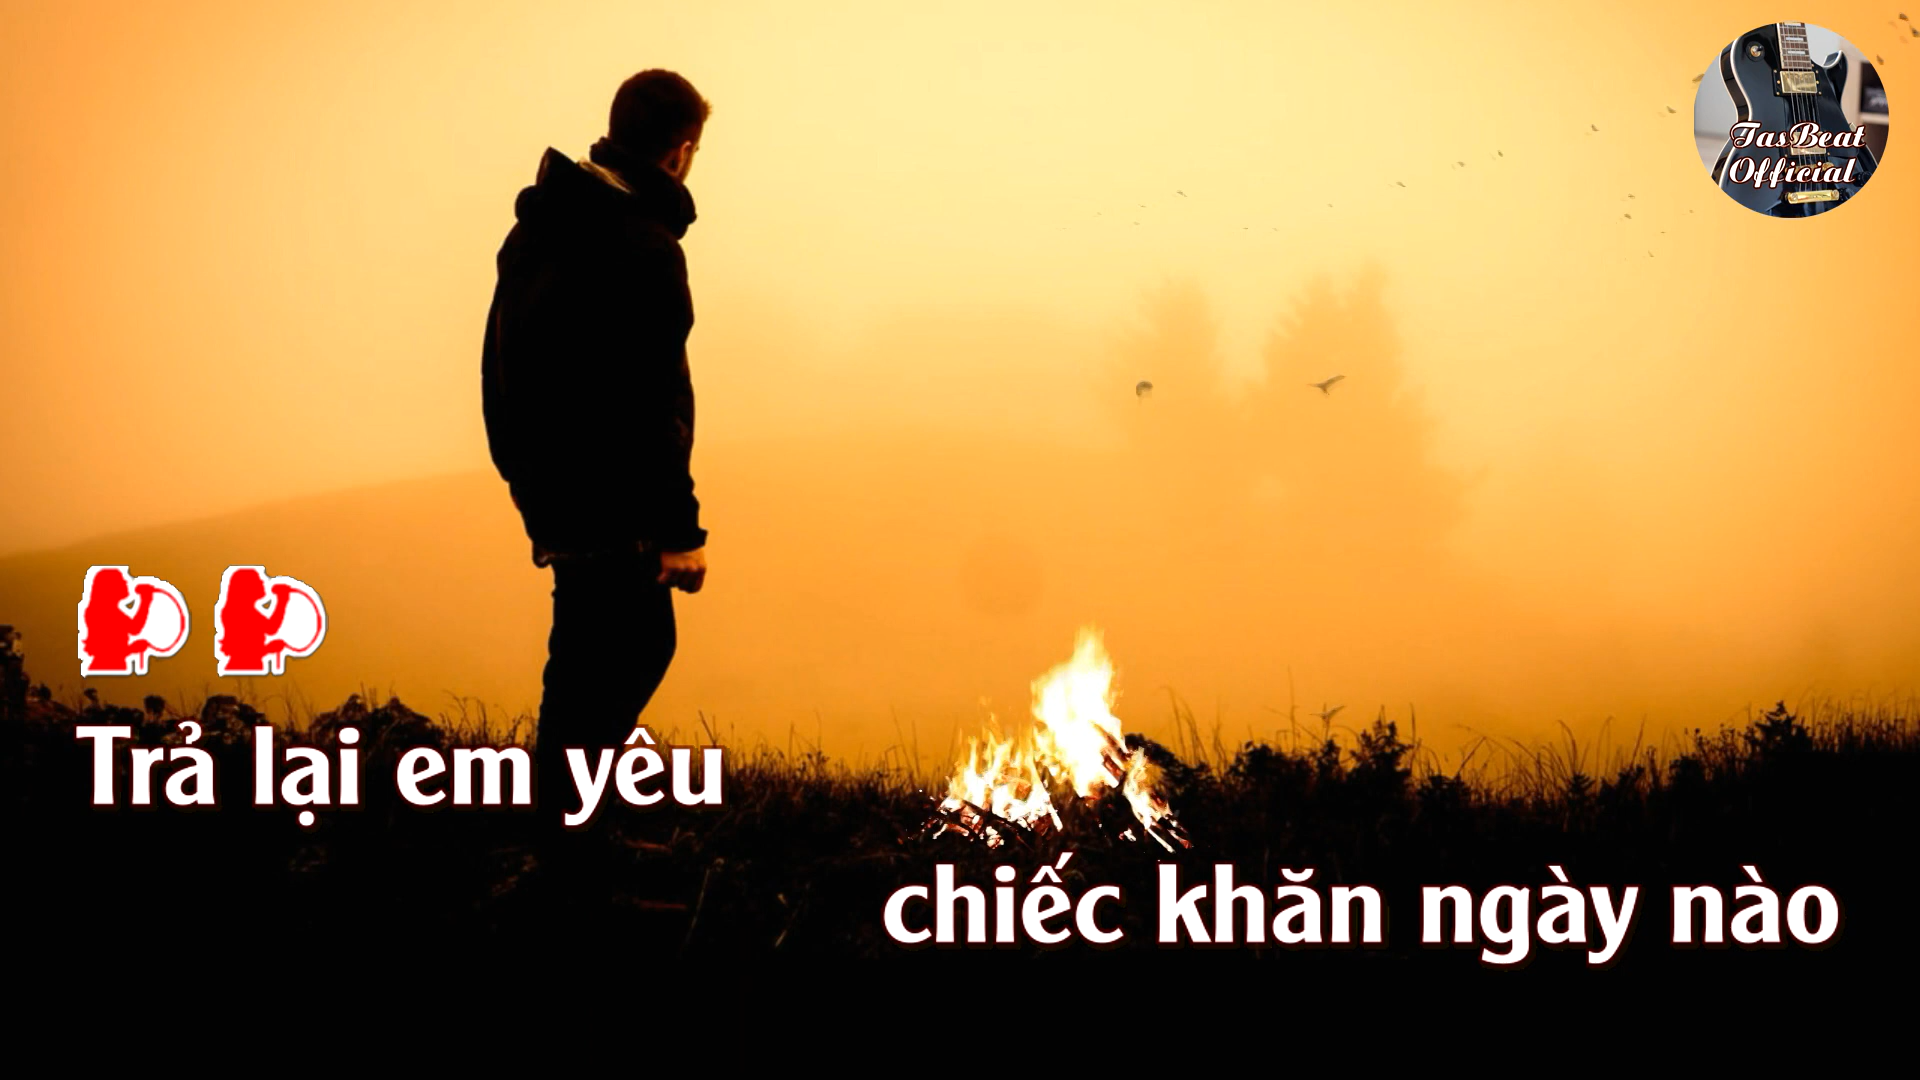 TasBeat
Official
Trả lại em yêu
chiếc khăn ngày nào